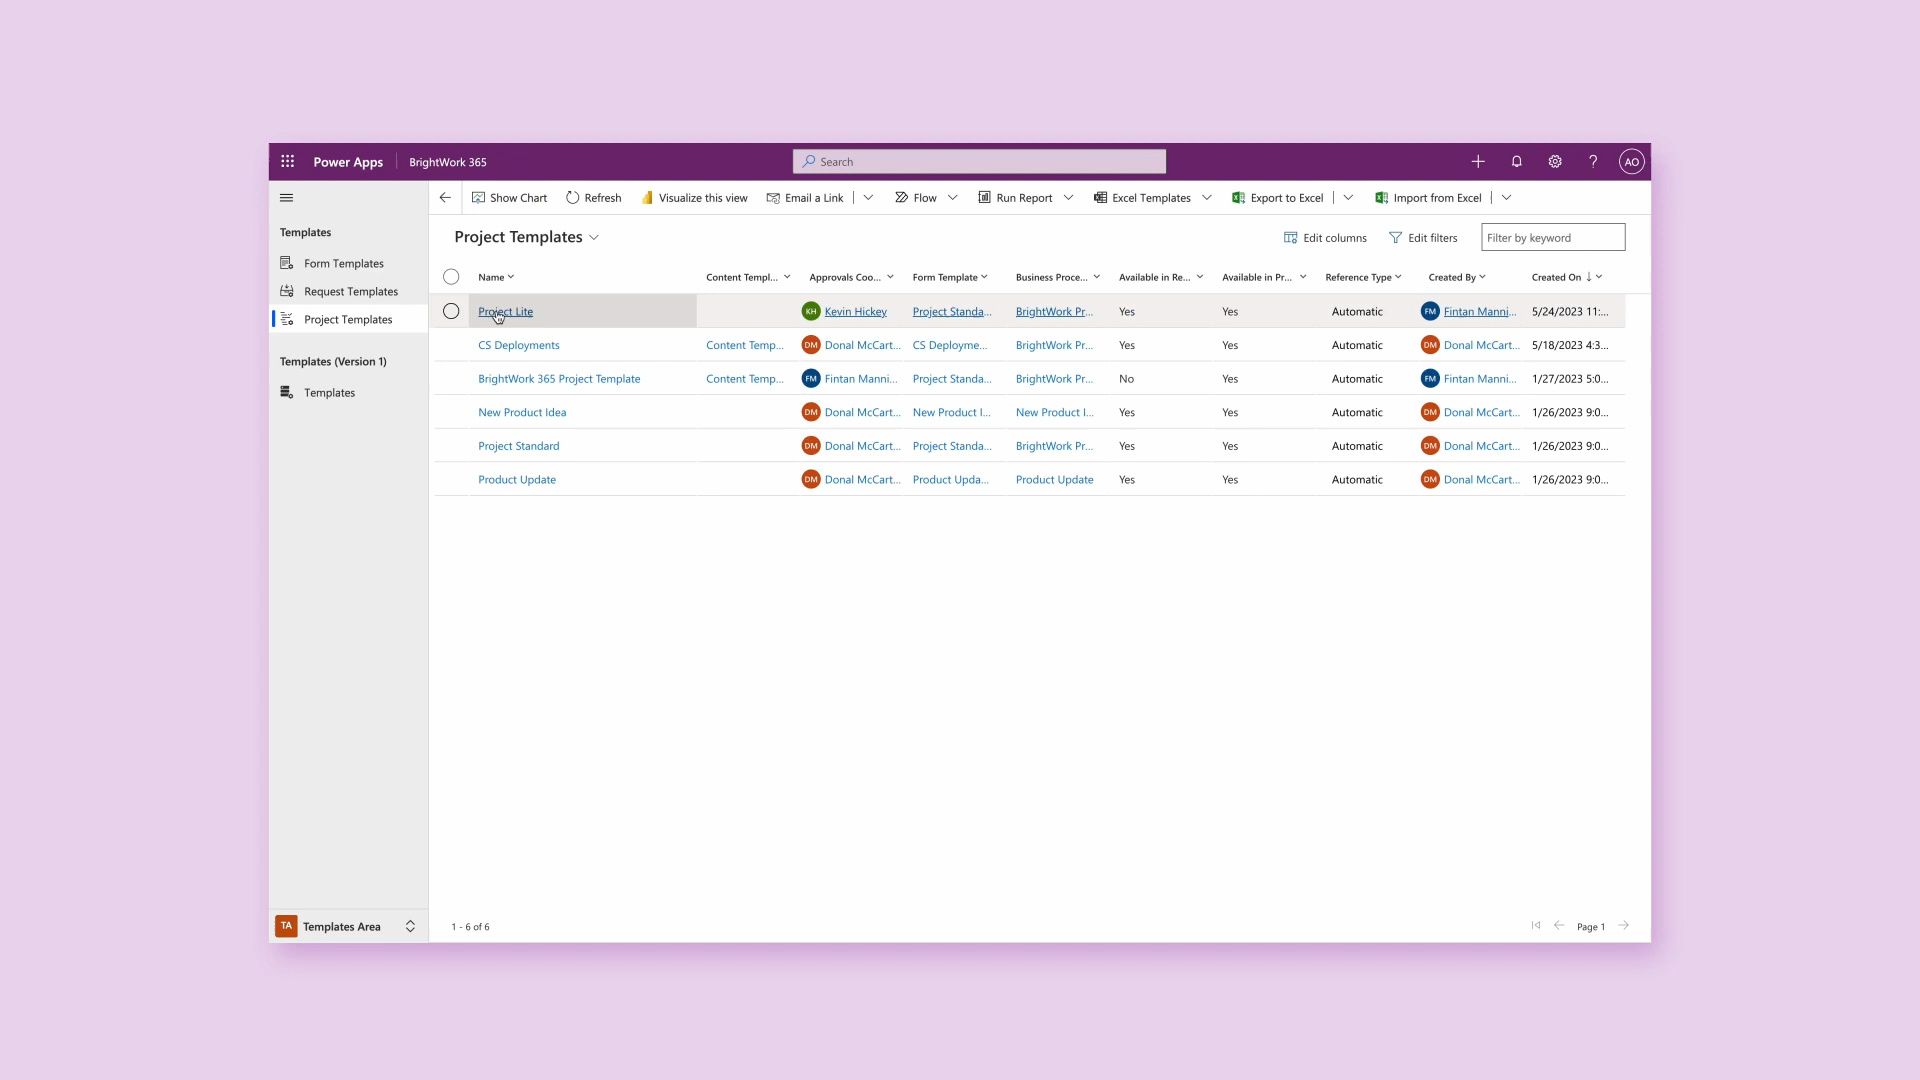 Power Apps BrightWork 365 Search AO
Show Chart Refresh Visualize this view Email a Link Flow Run Report Excel Templates Export to Excel Import from Excel
Templates
Form Templates
Request Templates
Project Templates
Templates (Version 1)
Templates
TA Templates Area
Project Templates Edit columns Edit filters Filter by keyword
Name Content Templ... Approvals Coo... Form Template Business Proce... Available in Re... Available in Pr... Reference Type Created By Created On
Project Lite KH Kevin Hickey Project Standa... BrightWork Pr... Yes Yes Automatic FM Fintan Manni... 5/24/2023 11:...
CS Deployments Content Temp... DM Donal McCart... CS Deployme... BrightWork Pr... Yes Yes Automatic DM Donal McCart... 5/18/2023 4:3...
BrightWork 365 Project Template Content Temp... FM Fintan Manni... Project Standa... BrightWork Pr... No Yes Automatic FM Fintan Manni... 1/27/2023 5:0...
New Product Idea DM Donal McCart... New Product I... New Product I... Yes Yes Automatic DM Donal McCart... 1/26/2023 9:0...
Project Standard DM Donal McCart... Project Standa... BrightWork Pr... Yes Yes Automatic DM Donal McCart... 1/26/2023 9:0...
Product Update DM Donal McCart... Product Upda... Product Update Yes Yes Automatic DM Donal McCart... 1/26/2023 9:0...
1 - 6 of 6 Page 1